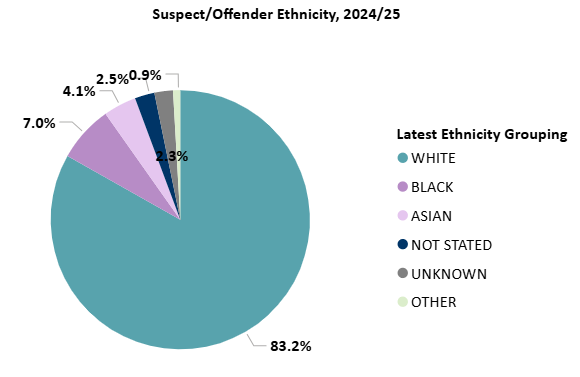 Suspect/Offender Ethnicity, 2024/25
2.5%
0.9%
4.1%
7.0%
2.3%
83.2%
Latest Ethnicity Grouping
WHITE
BLACK
ASIAN
NOT STATED
UNKNOWN
OTHER